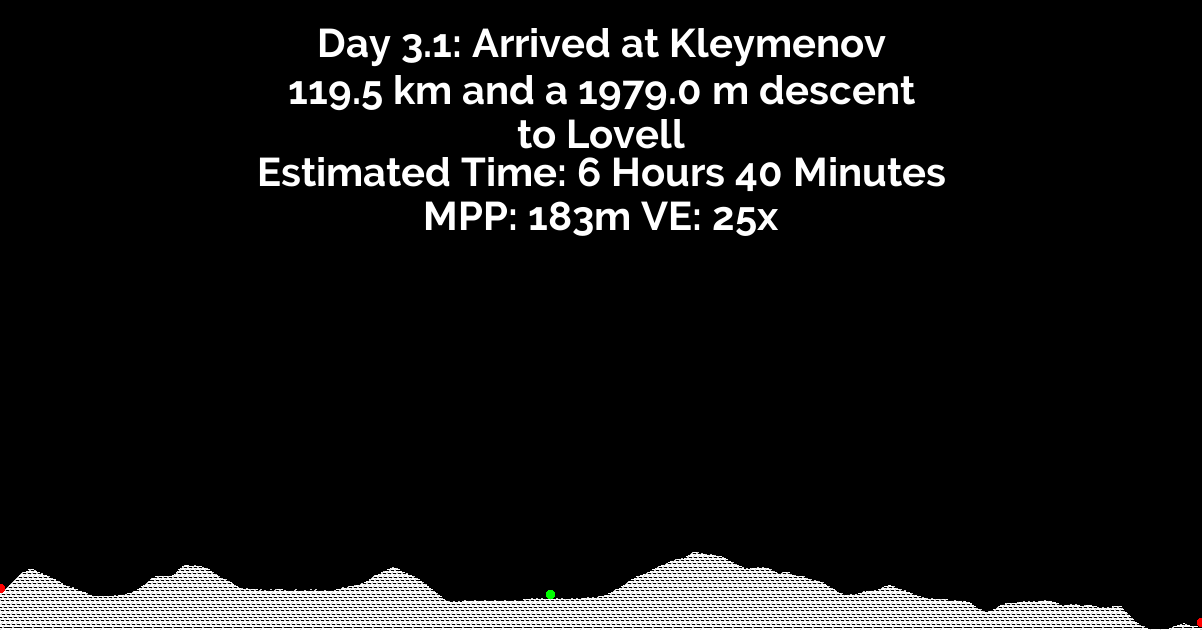 Day 3.1: Arrived at Kleymenov
119.5 km and a 1979.0 m descent
to Lovell
Estimated Time: 6 Hours 40 Minutes
MPP: 183m VE: 25x